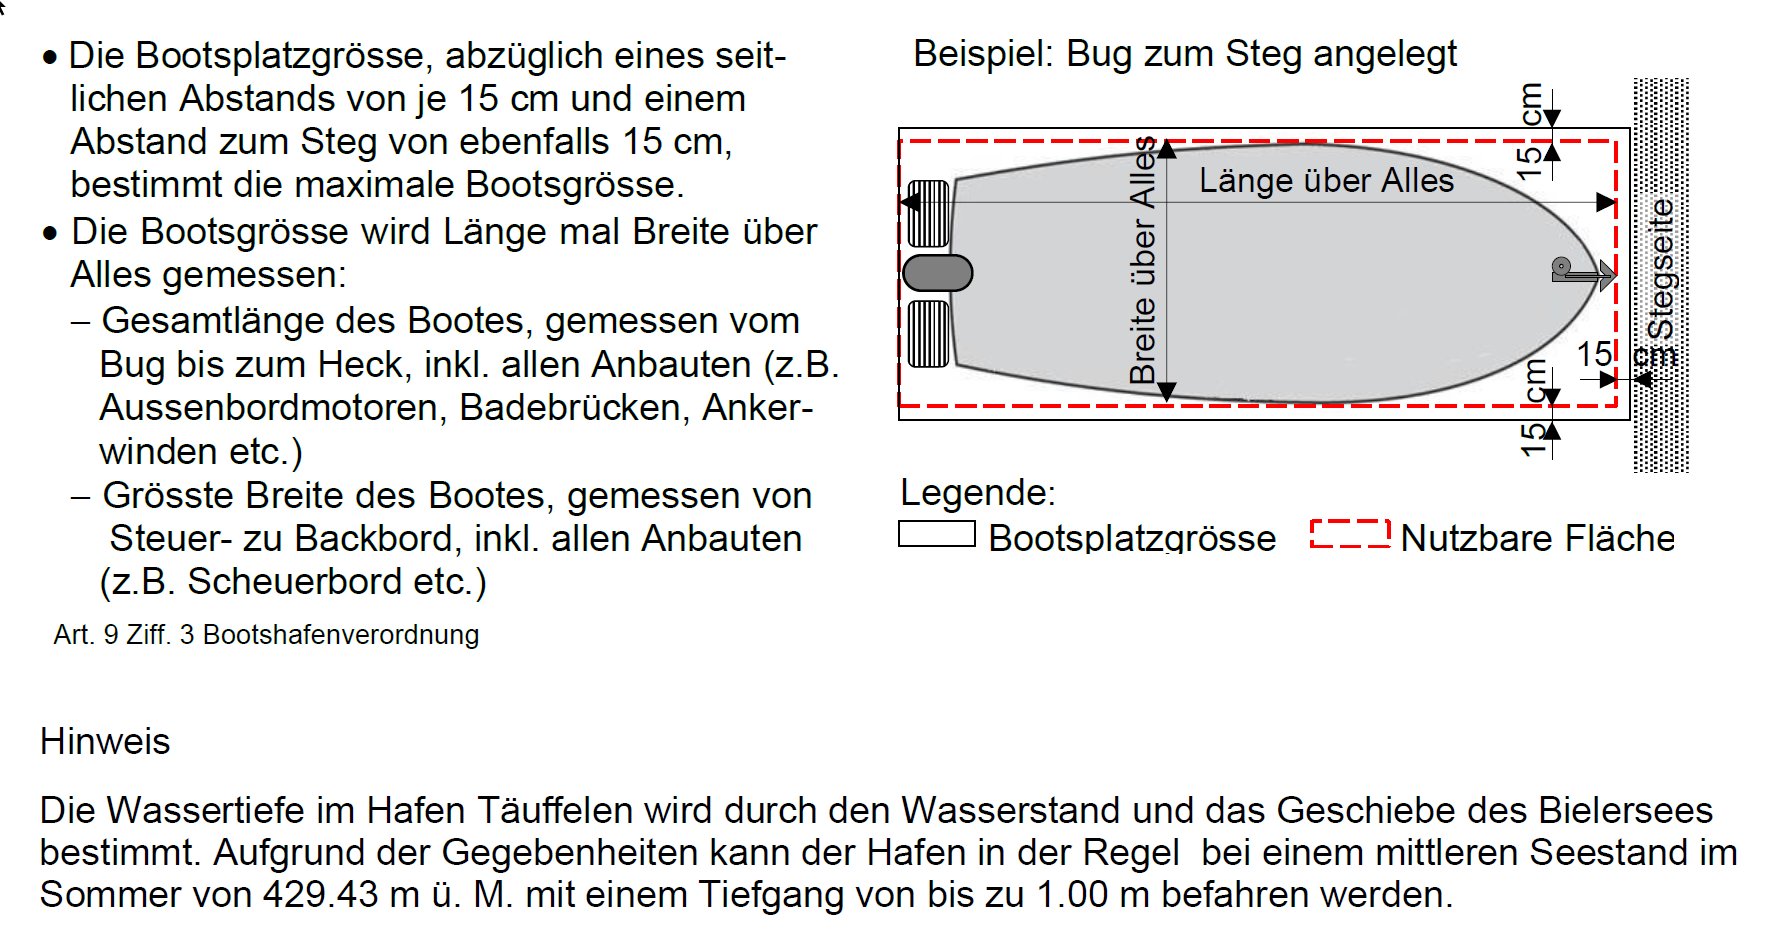 • Die Bootsplatzgrösse, abzüglich eines seit-
lichen Abstands von je 15 cm und einem
Abstand zum Steg von ebenfalls 15 cm,
bestimmt die maximale Bootsgrösse.
• Die Bootsgrösse wird Länge mal Breite über
Alles gemessen:
– Gesamtlänge des Bootes, gemessen vom
Bug bis zum Heck, inkl. allen Anbauten (z.B.
Aussenbordmotoren, Badebrücken, Anker-
winden etc.)
– Grösste Breite des Bootes, gemessen von
Steuer- zu Backbord, inkl. allen Anbauten
(z.B. Scheuerbord etc.)
Art. 9 Ziff. 3 Bootshafenverordnung
Beispiel: Bug zum Steg angelegt
15 cm
Länge über Alles
Breite über Alles
Stegseite
15 cm
15 cm
Legende:
Bootsplatzgrösse
Nutzbare Fläche
Hinweis
Die Wassertiefe im Hafen Täuffelen wird durch den Wasserstand und das Geschiebe des Bielersees
bestimmt. Aufgrund der Gegebenheiten kann der Hafen in der Regel bei einem mittleren Seestand im
Sommer von 429.43 m ü. M. mit einem Tiefgang von bis zu 1.00 m befahren werden.